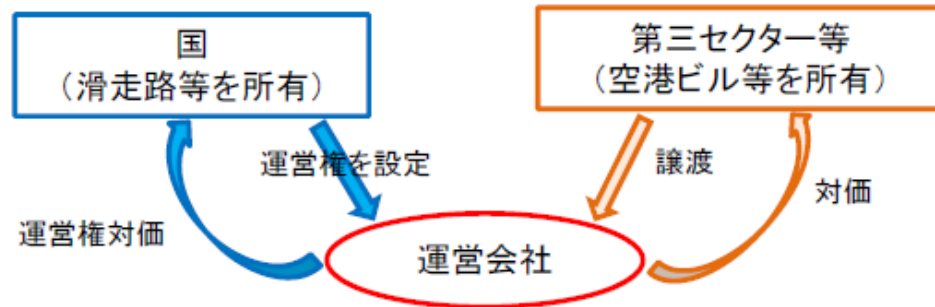 国
(滑走路等を所有)
第三セクター等
(空港ビル等を所有)
運営権を設定
譲渡
運営権対価
対価
運営会社